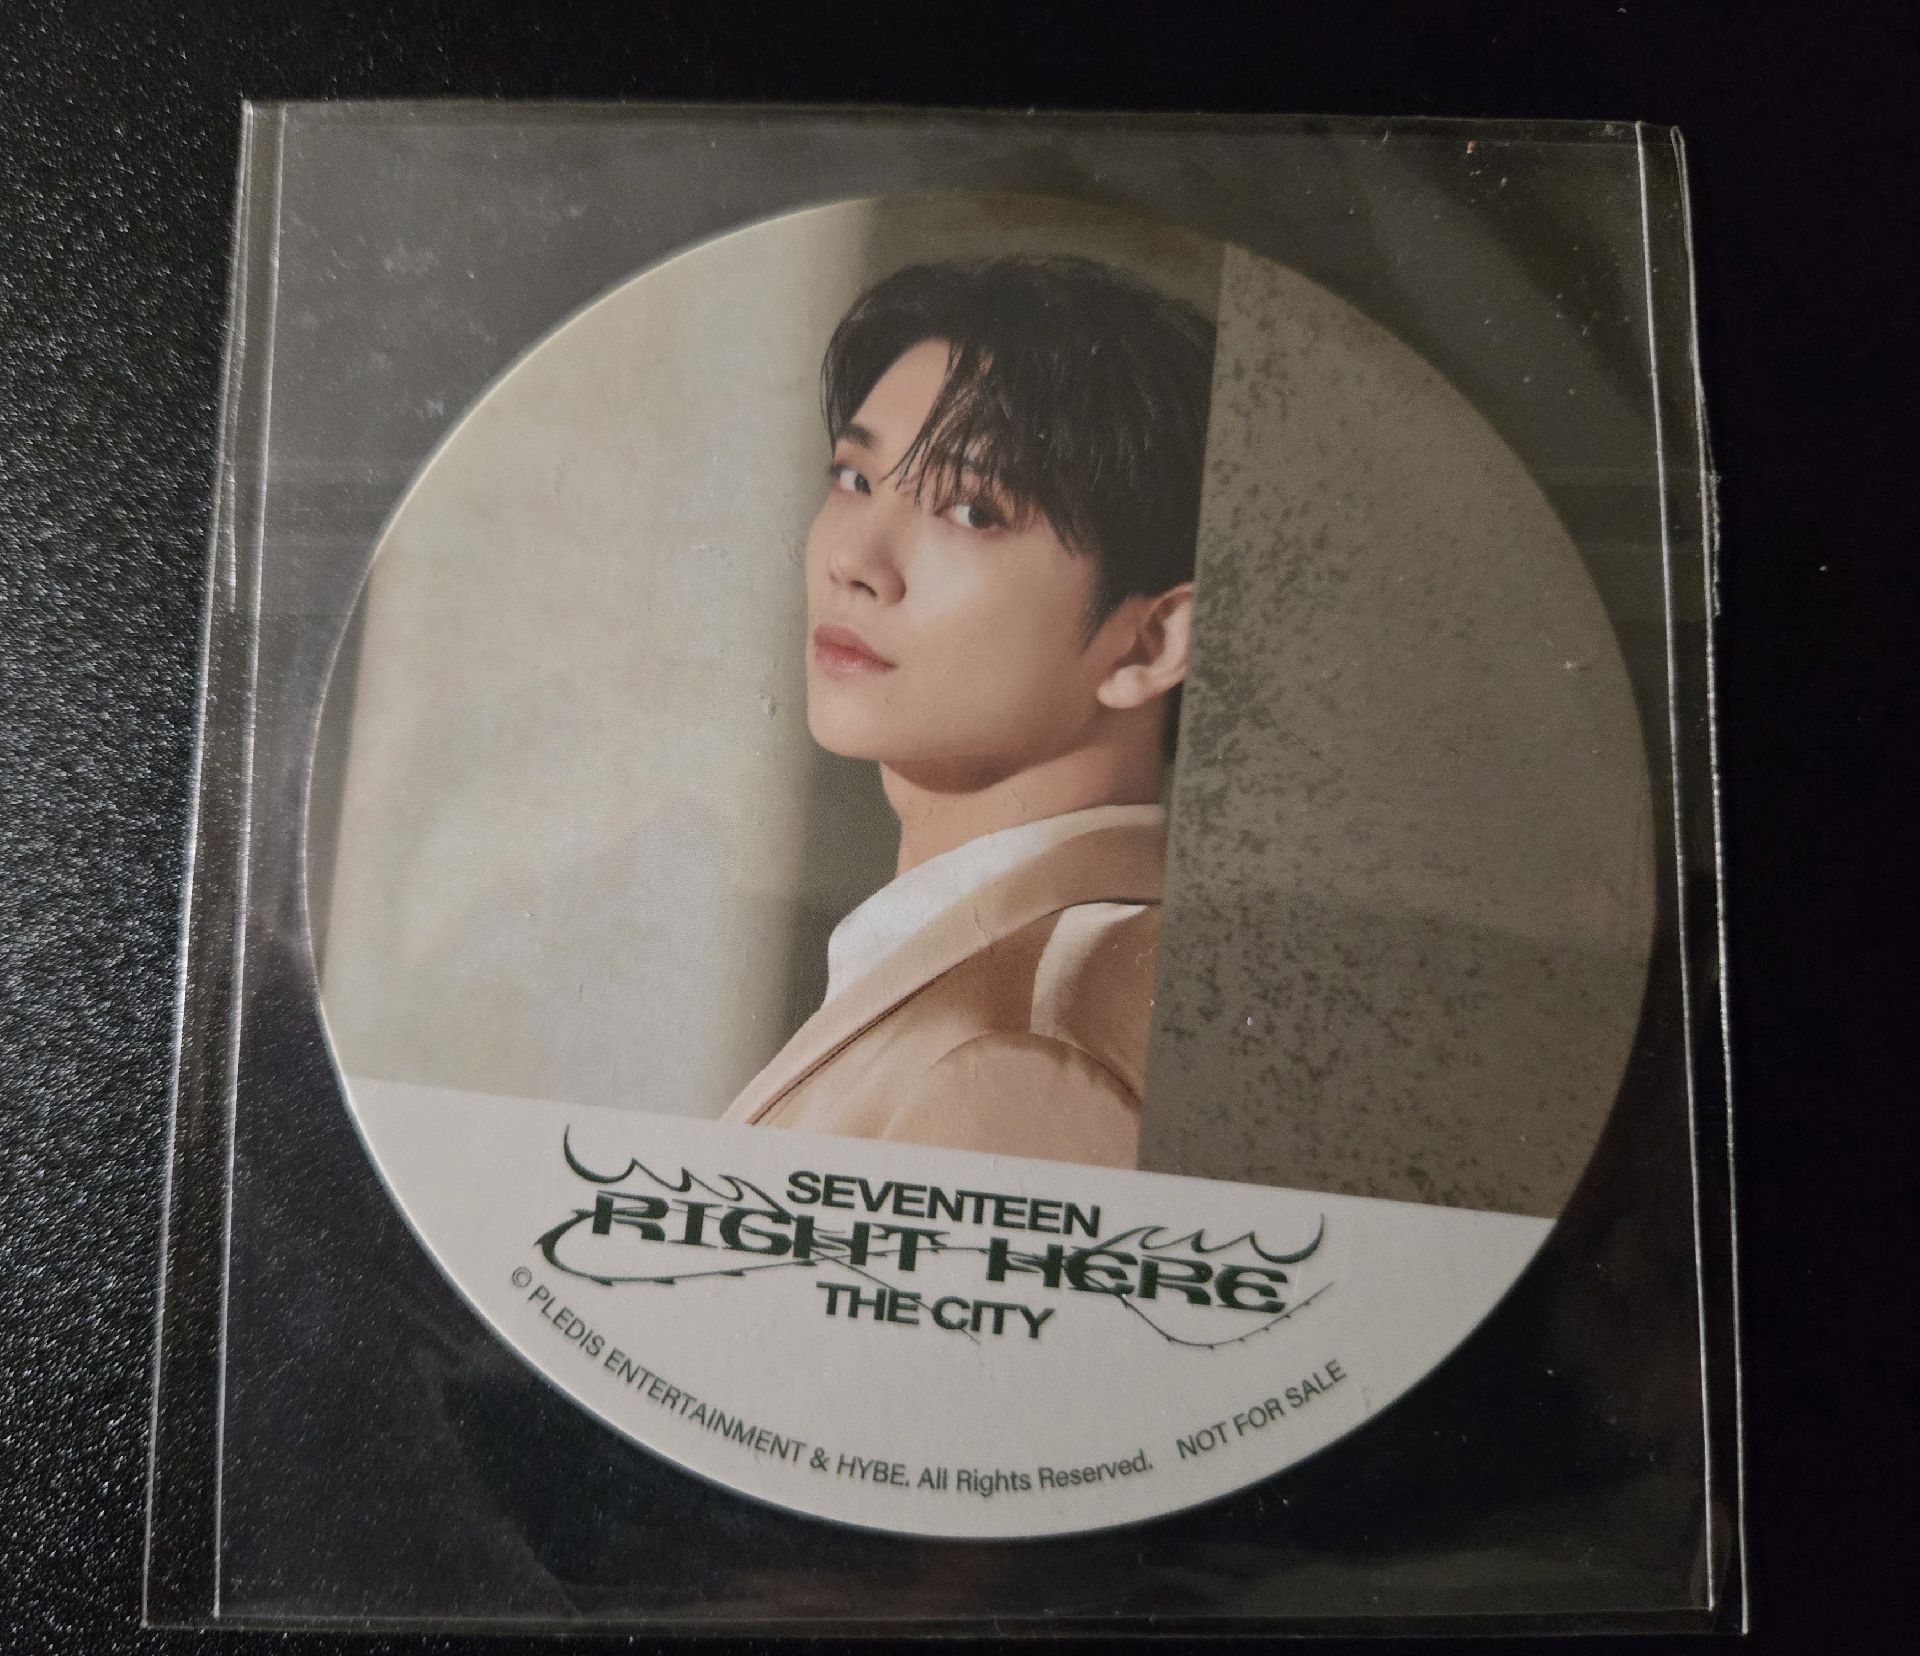 SEVENTEEN
RIGHT HERE
THE CITY
© PLEDIS ENTERTAINMENT & HYBE. All Rights Reserved. NOT FOR SALE